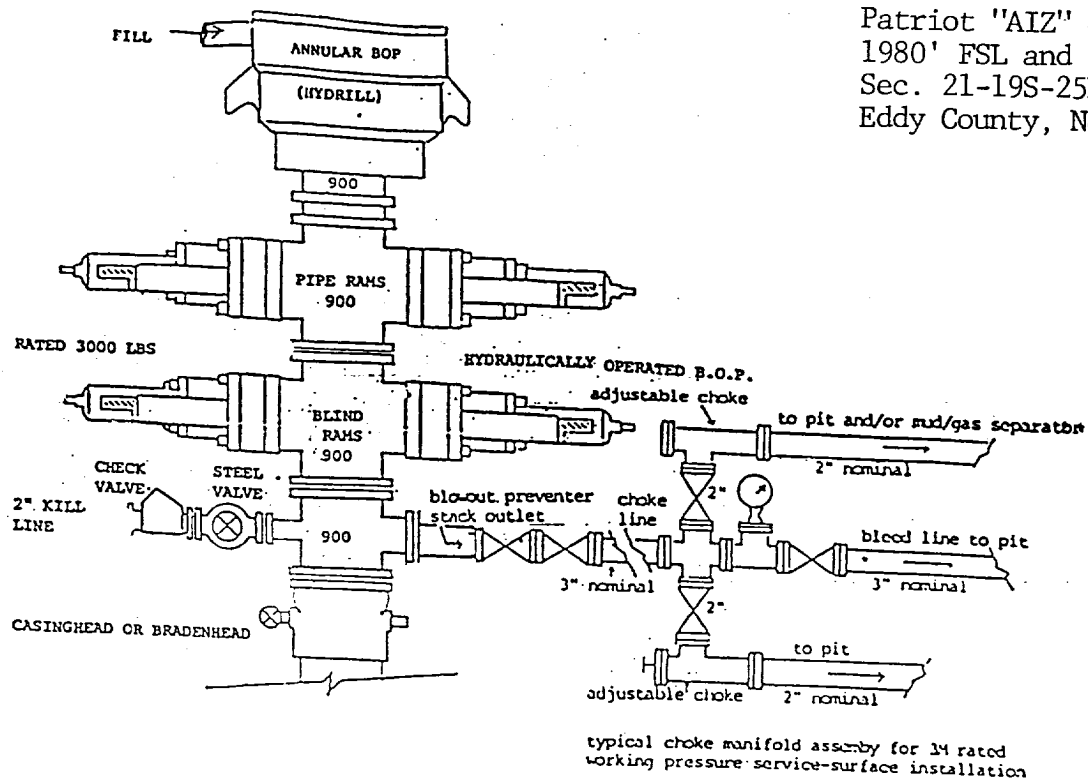 Patriot "AIZ"
1980' FSL and
Sec. 21-19S-25
Eddy County, N
FILL
ANNULAR BOP
(HYDRILL)
900
PIPE RAMS
900
RATED 3000 LBS
HYDRAULICALLY OPERATED B.O.P.
adjustable choke
to pit and/or mud/gas separator
2" nominal
BLIND
RAMS
900
CHECK
VALVE
STEEL
VALVE
2" KILL
LINE
blowout preventer
stack outlet
choke
line
2"
900
bleed line to pit
3" nominal
3" nominal
2"
CASINGHEAD OR BRADENHEAD
to pit
adjustable choke
2" nominal
typical choke manifold assemby for 3M rated
working pressure service-surface installation